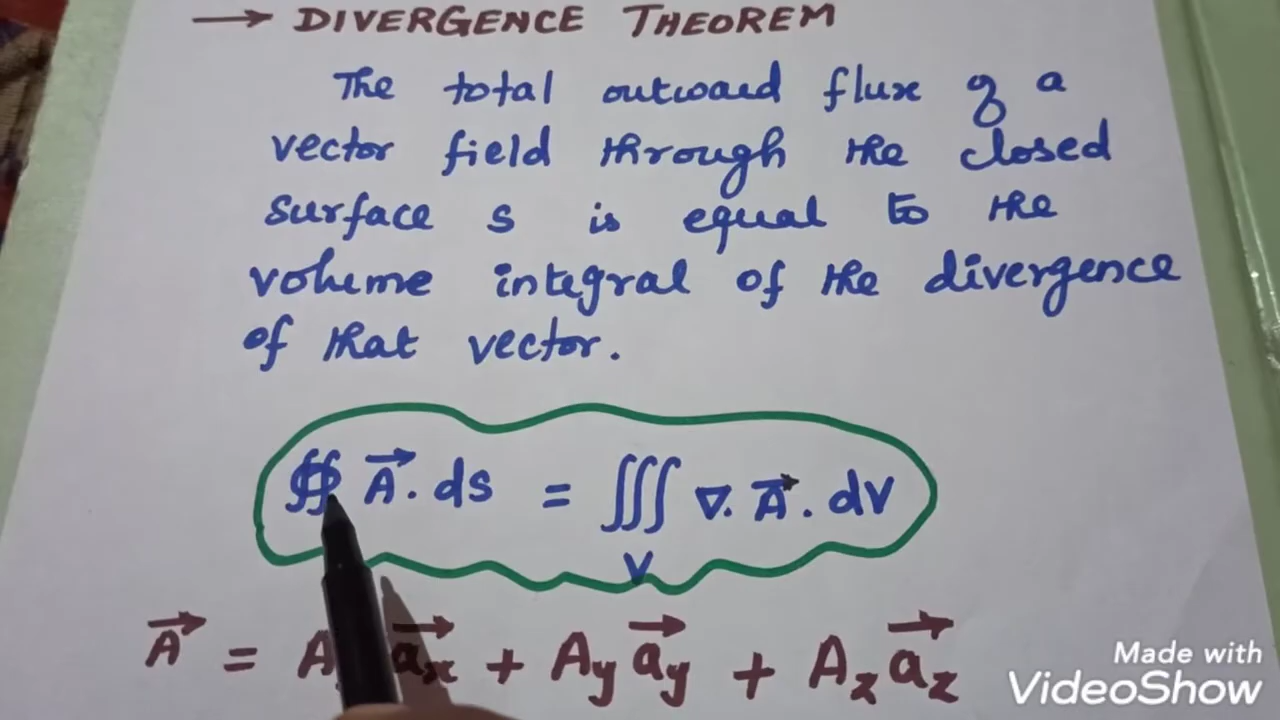 → DIVERGENCE THEOREM
The total outward flux of a
vector field through the closed
surface s is equal to the
volume integral of the divergence
of that vector.
∯ A⃗ . ds = ∭ ∇. A⃗ . dV
V
A⃗ = A a⃗x + Ay a⃗y + Az a⃗z
Made with
VideoShow